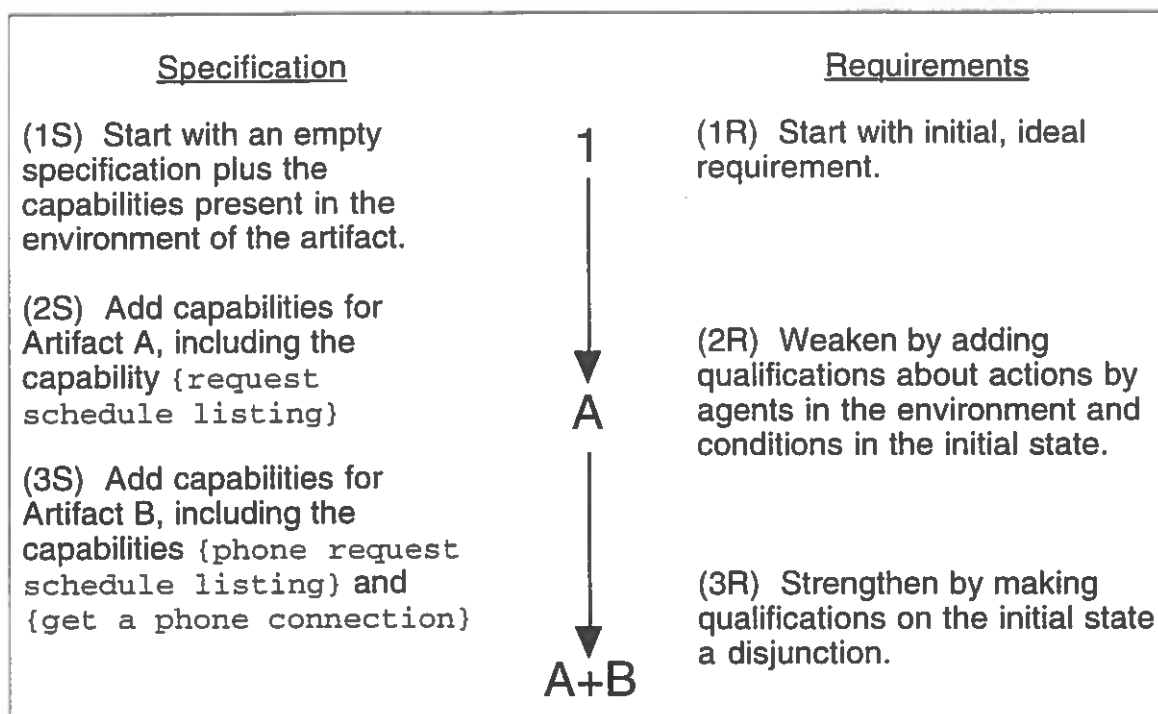 Specification
(1S) Start with an empty
specification plus the
capabilities present in the
environment of the artifact.
(2S) Add capabilities for
Artifact A, including the
capability {request
schedule listing}
(3S) Add capabilities for
Artifact B, including the
capabilities {phone request
schedule listing} and
{get a phone connection}
1
A
A+B
Requirements
(1R) Start with initial, ideal
requirement.
(2R) Weaken by adding
qualifications about actions by
agents in the environment and
conditions in the initial state.
(3R) Strengthen by making
qualifications on the initial state
a disjunction.